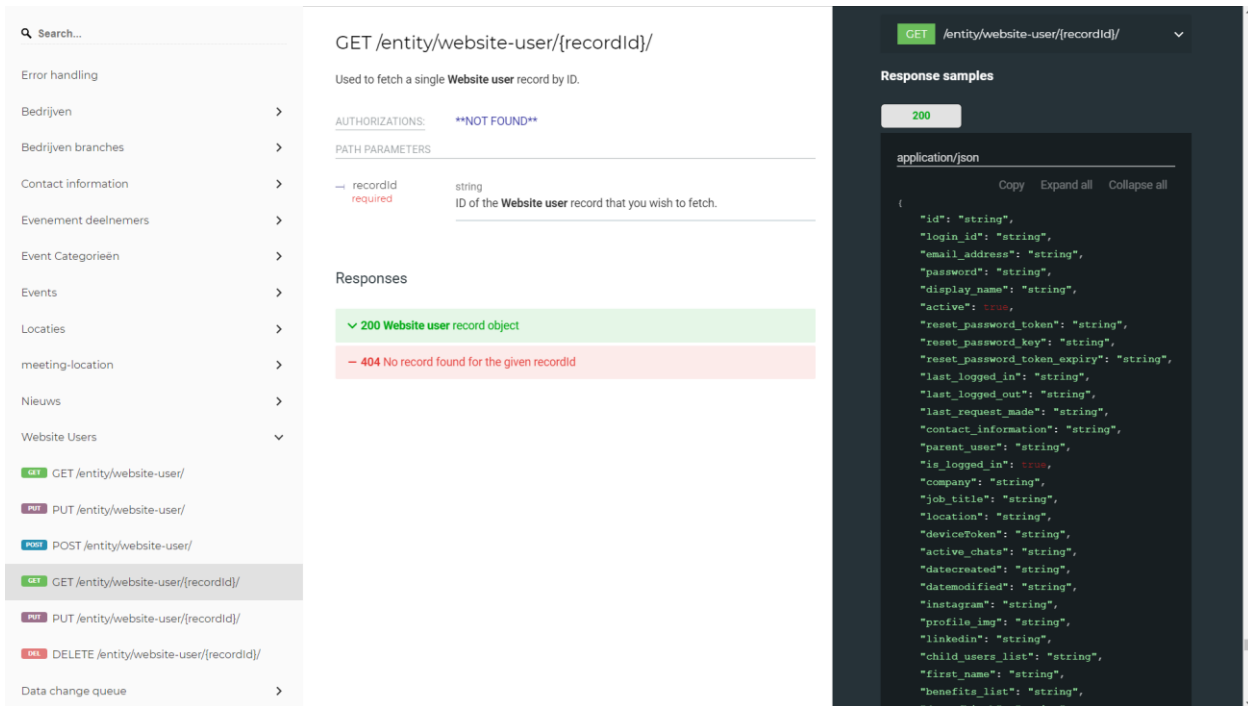 Search...
Error handling
Bedrijven
Bedrijven branches
Contact information
Evenement deelnemers
Event Categorieën
Events
Locaties
meeting-location
Nieuws
Website Users
GET GET /entity/website-user/
PUT PUT /entity/website-user/
POST POST /entity/website-user/
GET GET /entity/website-user/{recordId}/
PUT PUT /entity/website-user/{recordId}/
DEL DELETE /entity/website-user/{recordId}/
Data change queue
GET /entity/website-user/{recordId}/
Used to fetch a single Website user record by ID.
AUTHORIZATIONS: **NOT FOUND**
PATH PARAMETERS
recordId string
required ID of the Website user record that you wish to fetch.
Responses
200 Website user record object
404 No record found for the given recordId
GET /entity/website-user/{recordId}/
Response samples
200
application/json
Copy Expand all Collapse all
{
"id": "string",
"login_id": "string",
"email_address": "string",
"password": "string",
"display_name": "string",
"active": true,
"reset_password_token": "string",
"reset_password_key": "string",
"reset_password_token_expiry": "string",
"last_logged_in": "string",
"last_logged_out": "string",
"last_request_made": "string",
"contact_information": "string",
"parent_user": "string",
"is_logged_in": true,
"company": "string",
"job_title": "string",
"location": "string",
"deviceToken": "string",
"active_chats": "string",
"datecreated": "string",
"datemodified": "string",
"instagram": "string",
"profile_img": "string",
"linkedin": "string",
"child_users_list": "string",
"first_name": "string",
"benefits_list": "string",